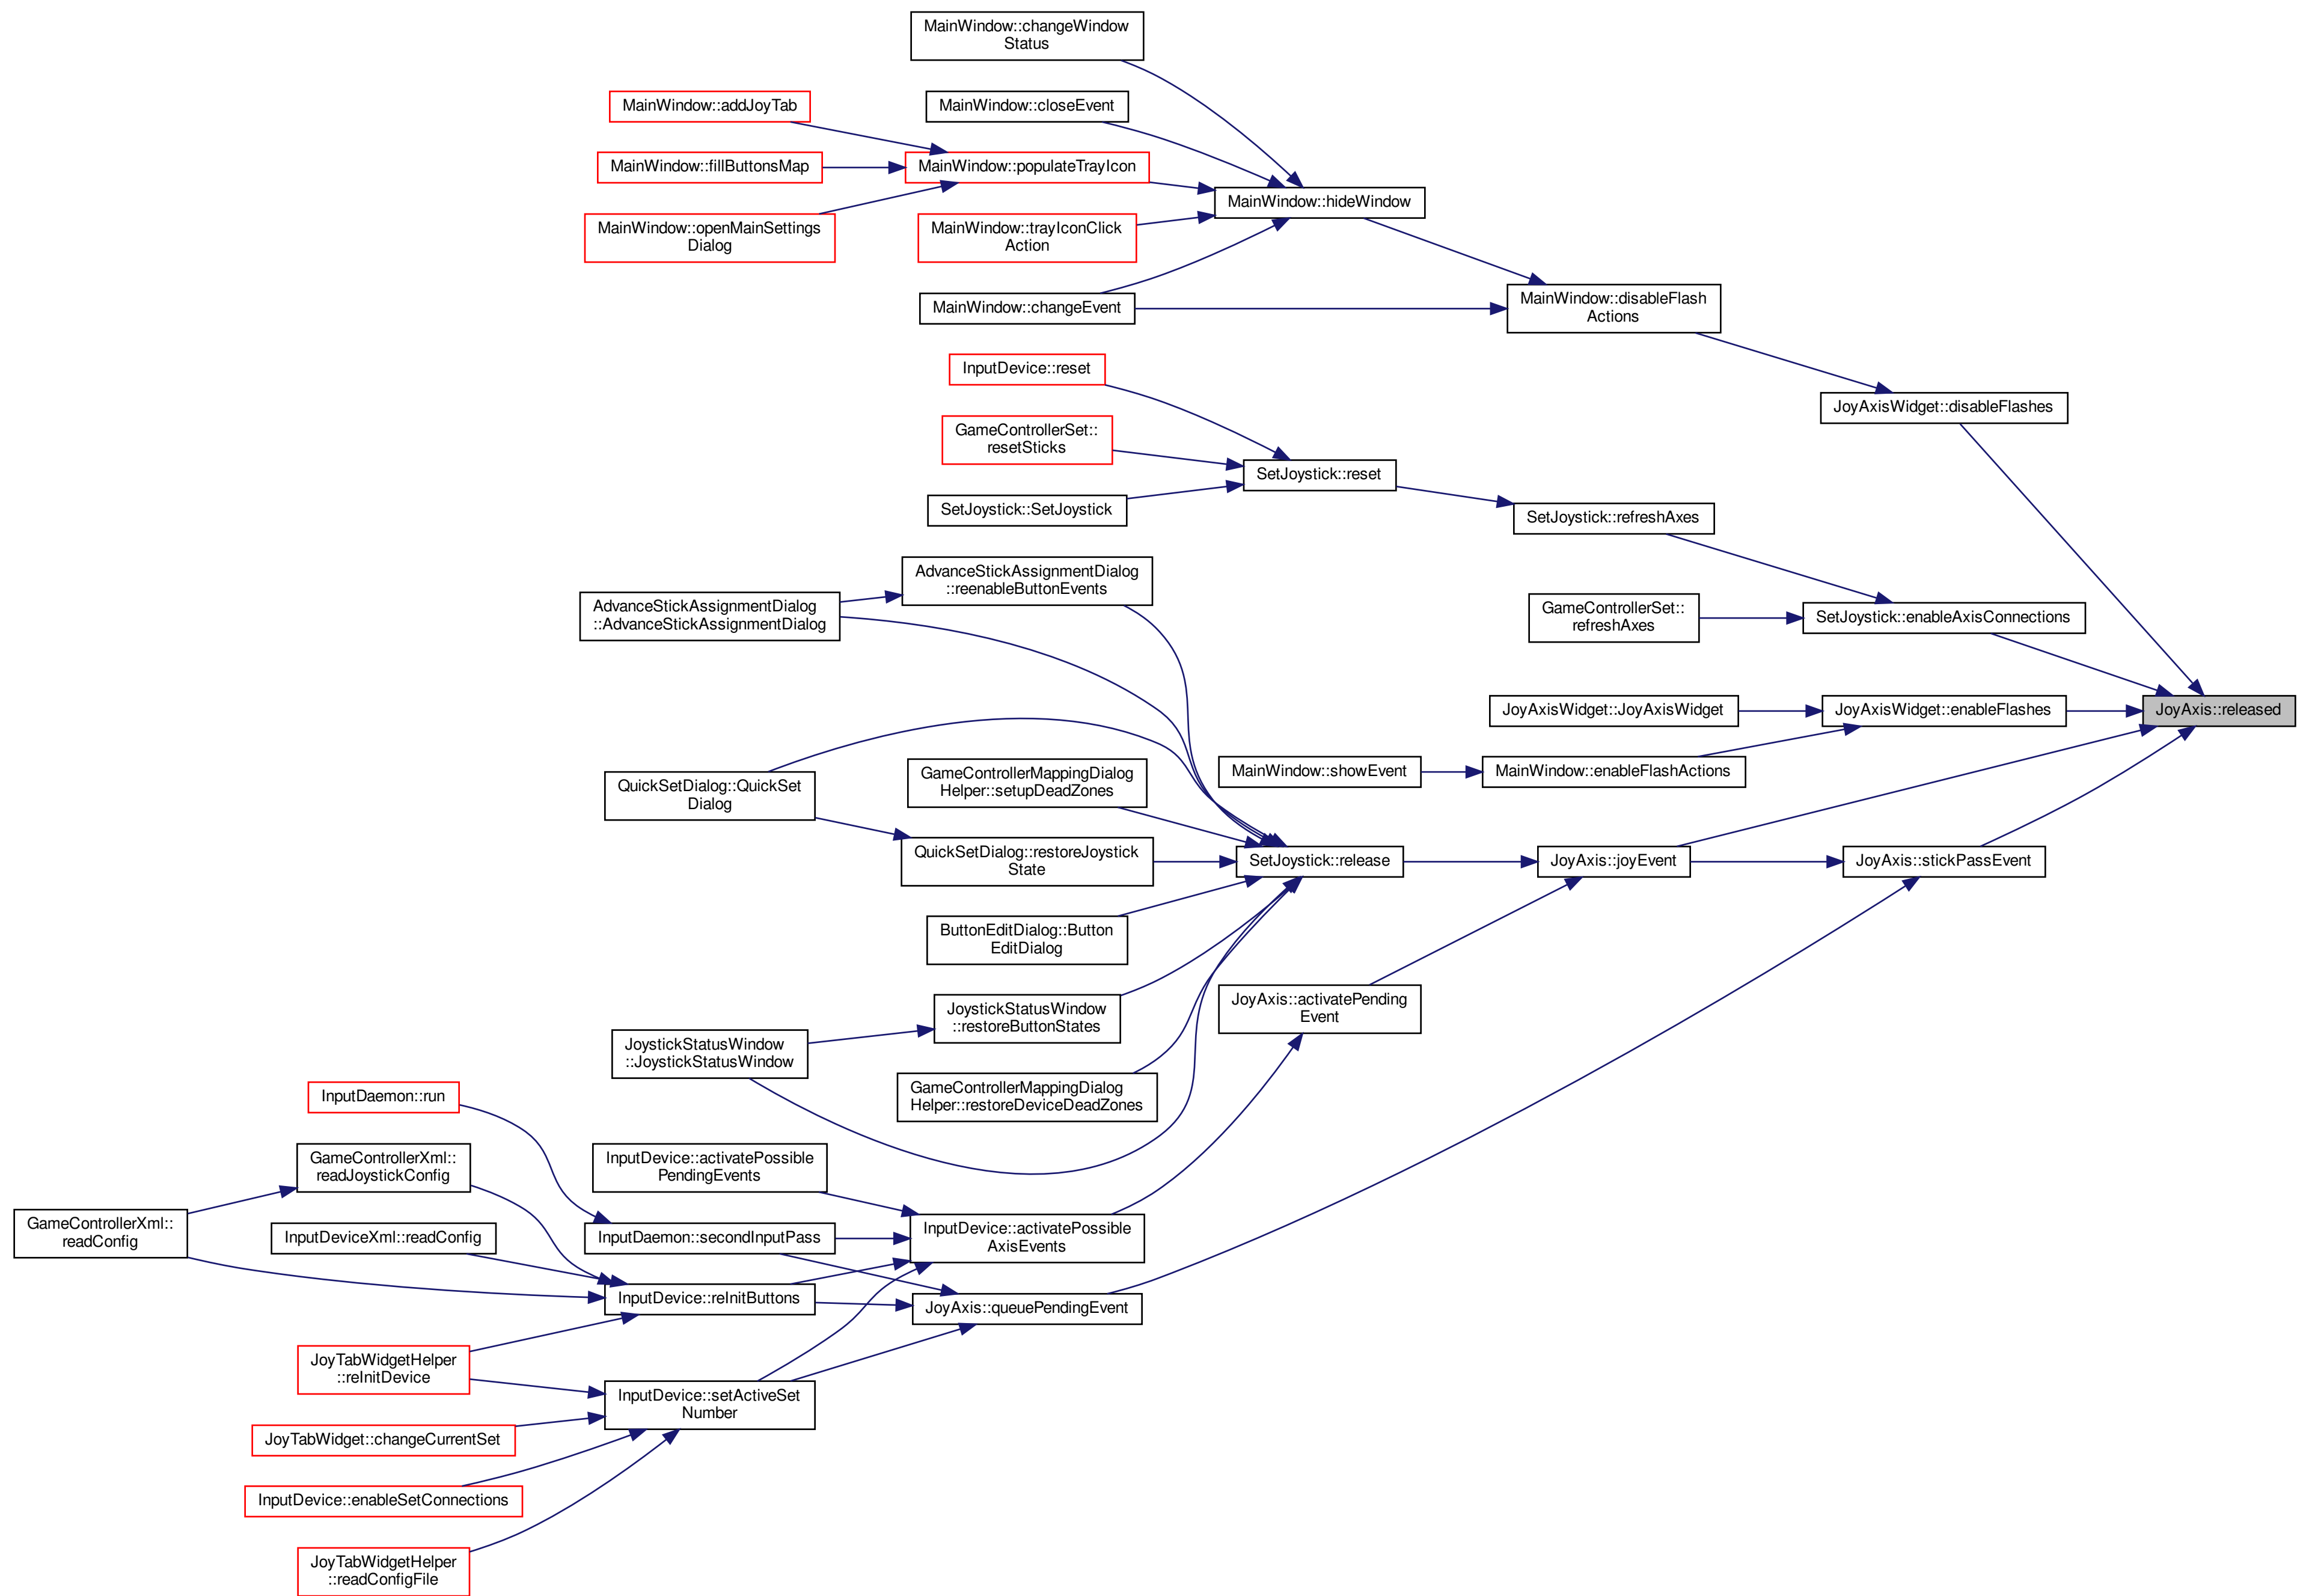 MainWindow::changeWindow
Status
MainWindow::addJoyTab
MainWindow::closeEvent
MainWindow::fillButtonsMap
MainWindow::populateTrayIcon
MainWindow::hideWindow
MainWindow::openMainSettings
Dialog
MainWindow::trayIconClick
Action
MainWindow::changeEvent
MainWindow::disableFlash
Actions
InputDevice::reset
JoyAxisWidget::disableFlashes
GameControllerSet::
resetSticks
SetJoystick::reset
SetJoystick::SetJoystick
SetJoystick::refreshAxes
AdvanceStickAssignmentDialog
::reenableButtonEvents
AdvanceStickAssignmentDialog
::AdvanceStickAssignmentDialog
GameControllerSet::
refreshAxes
SetJoystick::enableAxisConnections
JoyAxisWidget::JoyAxisWidget
JoyAxisWidget::enableFlashes
JoyAxis::released
MainWindow::showEvent
MainWindow::enableFlashActions
QuickSetDialog::QuickSet
Dialog
GameControllerMappingDialog
Helper::setupDeadZones
QuickSetDialog::restoreJoystick
State
SetJoystick::release
JoyAxis::joyEvent
JoyAxis::stickPassEvent
ButtonEditDialog::Button
EditDialog
JoystickStatusWindow
::restoreButtonStates
JoyAxis::activatePending
Event
JoystickStatusWindow
::JoystickStatusWindow
GameControllerMappingDialog
Helper::restoreDeviceDeadZones
InputDaemon::run
GameControllerXml::
readJoystickConfig
InputDevice::activatePossible
PendingEvents
GameControllerXml::
readConfig
InputDeviceXml::readConfig
InputDaemon::secondInputPass
InputDevice::activatePossible
AxisEvents
InputDevice::reInitButtons
JoyAxis::queuePendingEvent
JoyTabWidgetHelper
::reInitDevice
InputDevice::setActiveSet
Number
JoyTabWidget::changeCurrentSet
InputDevice::enableSetConnections
JoyTabWidgetHelper
::readConfigFile